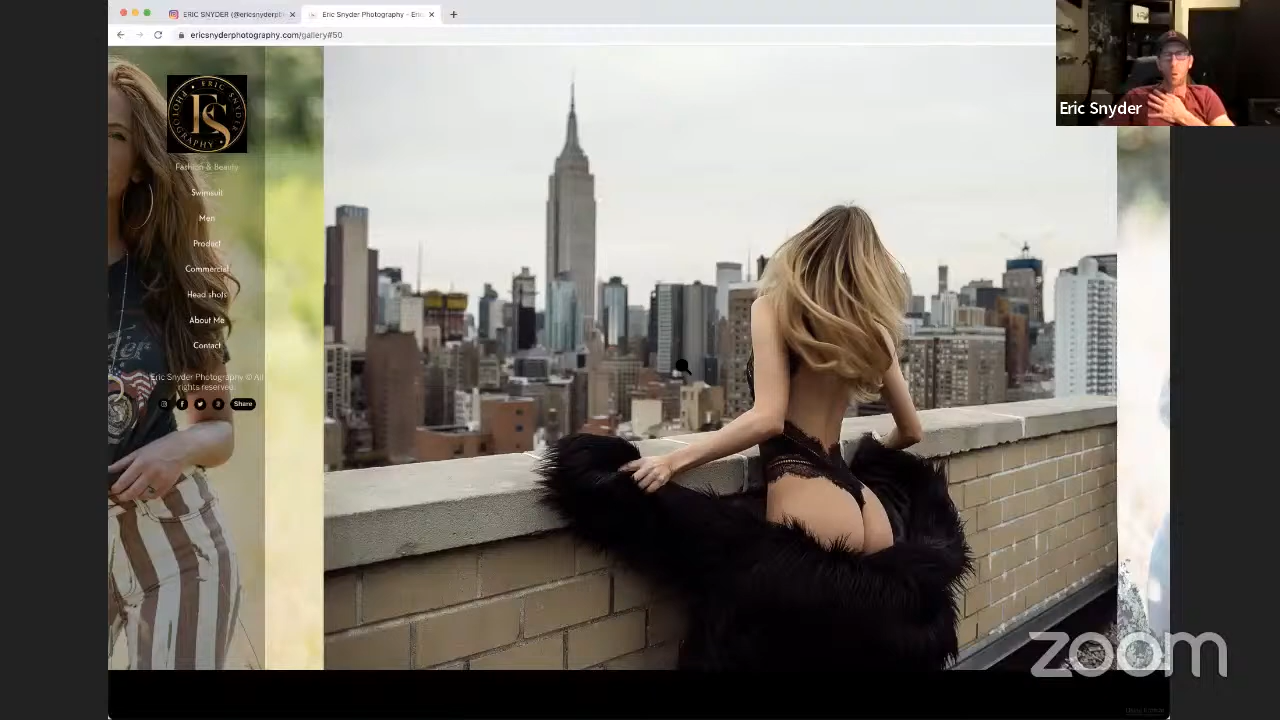 ERIC SNYDER (@ericsnyderph
Eric Snyder Photography - Eric
ericsnyderphotography.com/gallery#50
ERIC SNYDER PHOTOGRAPHY
ES
Fashion & Beauty
Swimsuit
Men
Product
Commercial
Head shots
About Me
Contact
Eric Snyder Photography © All
rights reserved
Share
Eric Snyder
zoom